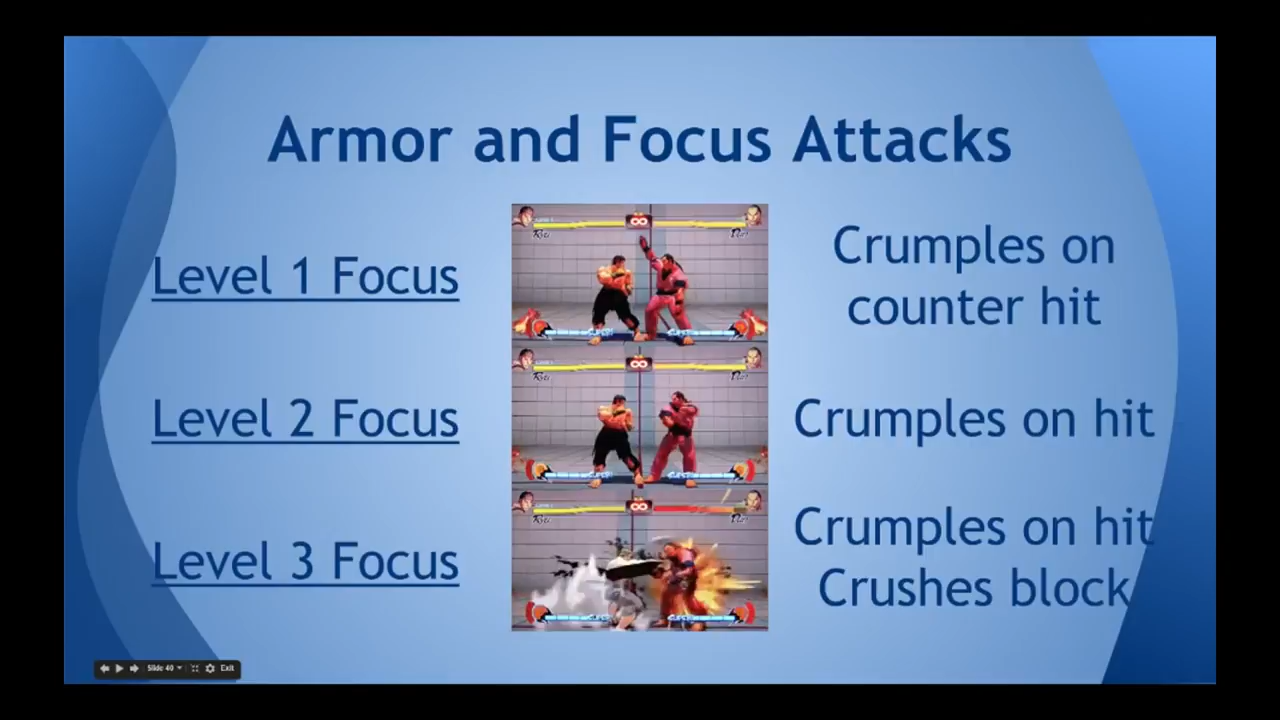 Armor and Focus Attacks
Level 1 Focus
Crumples on
counter hit
Level 2 Focus
Crumples on hit
Level 3 Focus
Crumples on hit
Crushes block
Slide 40
Exit